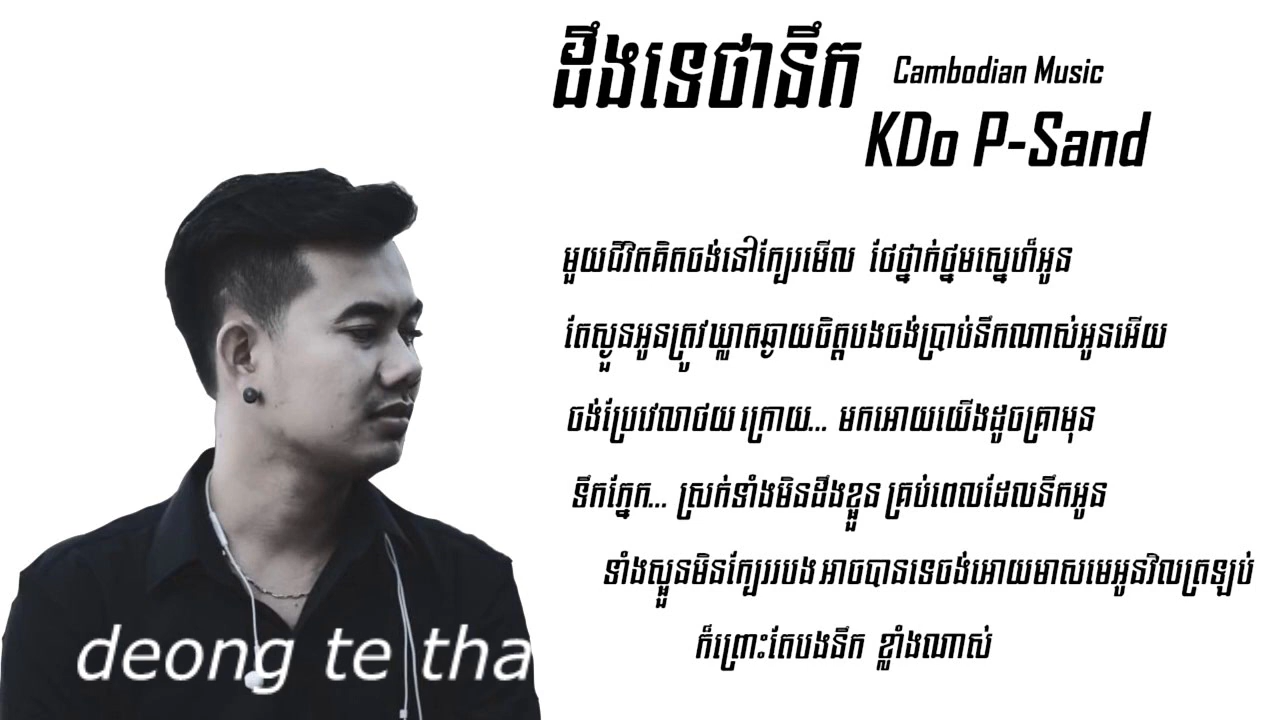 ដឹងទេថានឹក
Cambodian Music
KDo P-Sand
មួយជីវិតគិតចង់នៅក្បែរមើល ថែថ្នាក់ថ្នមស្នេហ៍អូន
តែស្ងួនអូនត្រូវឃ្លាតឆ្ងាយចិត្តបងចង់ប្រាប់នឹកណាស់អូនអើយ
ចង់ប្រែវេលាថយ ក្រោយ... មកអោយយើងដូចគ្រាមុន
ទឹកភ្នែក... ស្រក់ទាំងមិនដឹងខ្លួន គ្រប់ពេលដែលនឹកអូន
ទាំងស្អួនមិនក្បែររបង អាចបានទេចង់អោយមាសមេអូនវិលត្រឡប់
ក៏ព្រោះតែបងនឹក ខ្លាំងណាស់
deong te tha